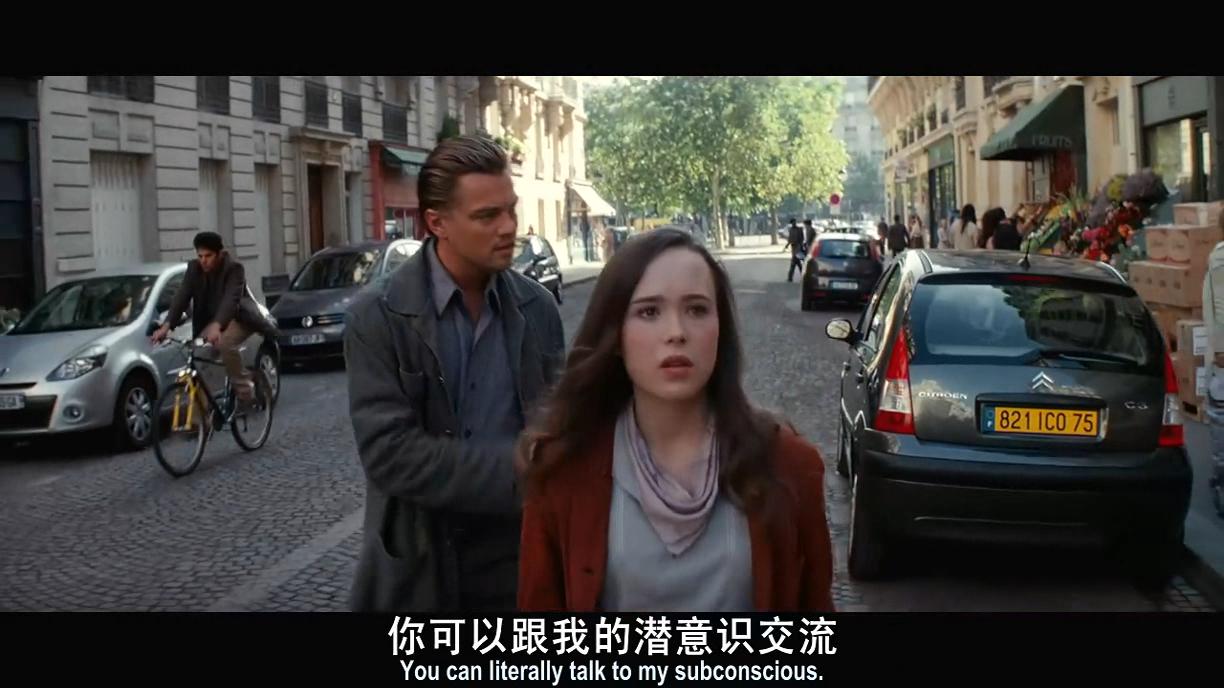 FRUITS
CITROEN
C3
821 ICO 75
你可以跟我的潜意识交流
You can literally talk to my subconscious.